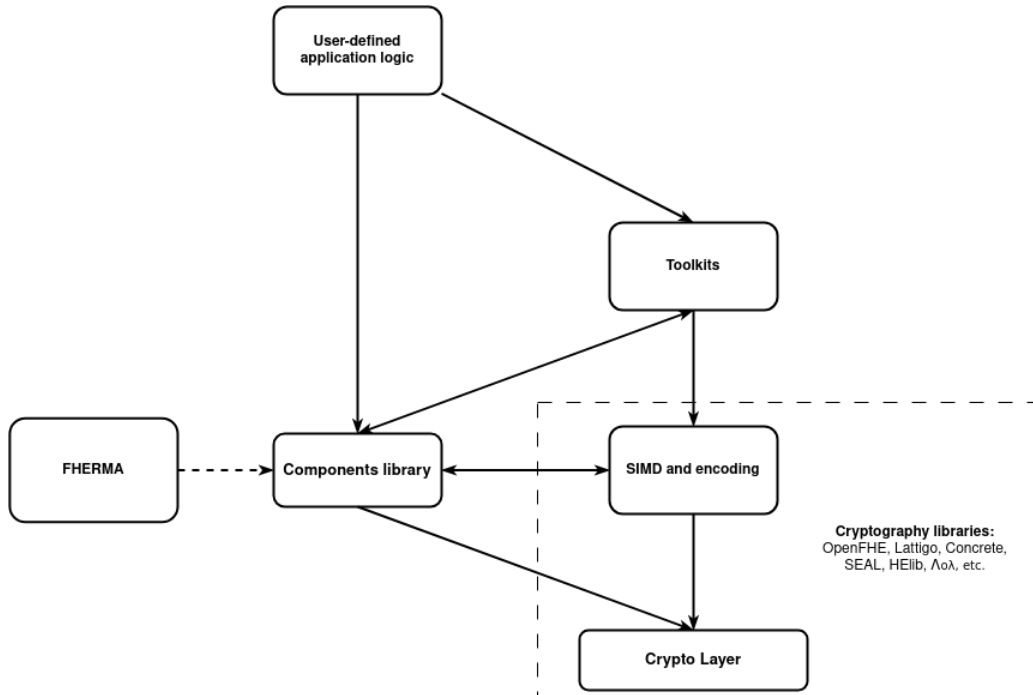 User-defined
application logic
Toolkits
FHERMA
Components library
SIMD and encoding
Cryptography libraries:
OpenFHE, Lattigo, Concrete,
SEAL, HElib, Λολ, etc.
Crypto Layer